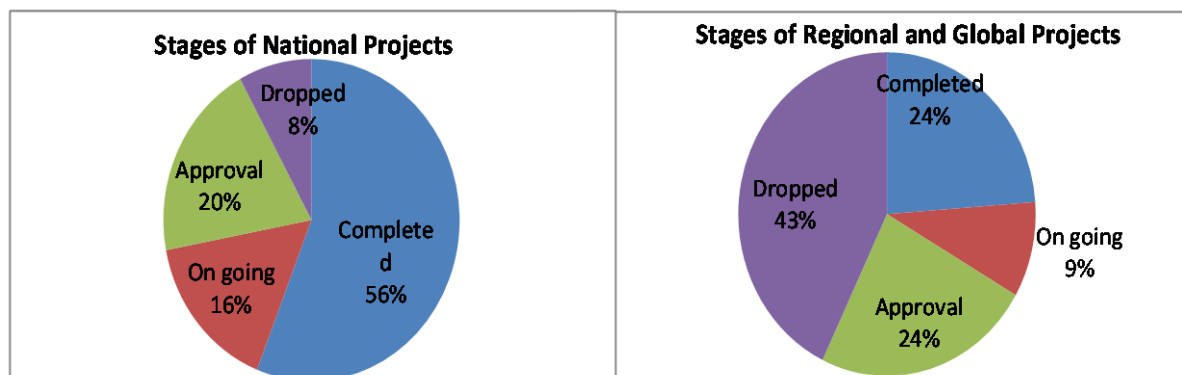 Stages of National Projects
Dropped
8%
Approval
20%
On going
16%
Complete
d
56%
Stages of Regional and Global Projects
Completed
24%
Dropped
43%
On going
9%
Approval
24%